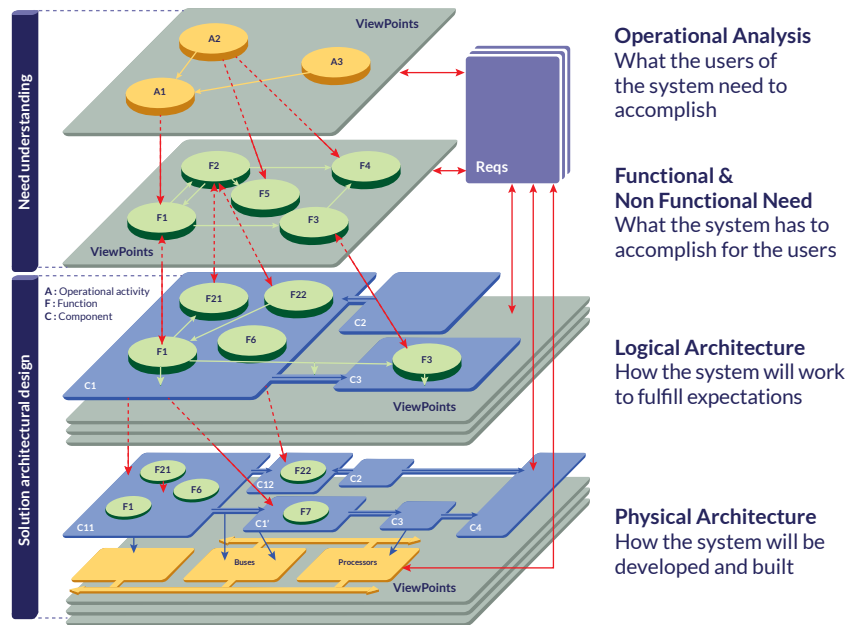 Need understanding
ViewPoints
A2
A3
A1
Reqs
Operational Analysis
What the users of
the system need to
accomplish
F2
F4
F5
F1
F3
ViewPoints
Functional &
Non Functional Need
What the system has to
accomplish for the users
Solution architectural design
A : Operational activity
F : Function
C : Component
F21
F22
F1
F6
C1
C2
F3
C3
ViewPoints
Logical Architecture
How the system will work
to fulfill expectations
F21
F6
F1
C11
F22
C12
C2
F7
C1'
C3
C4
Buses
Processors
ViewPoints
Physical Architecture
How the system will be
developed and built